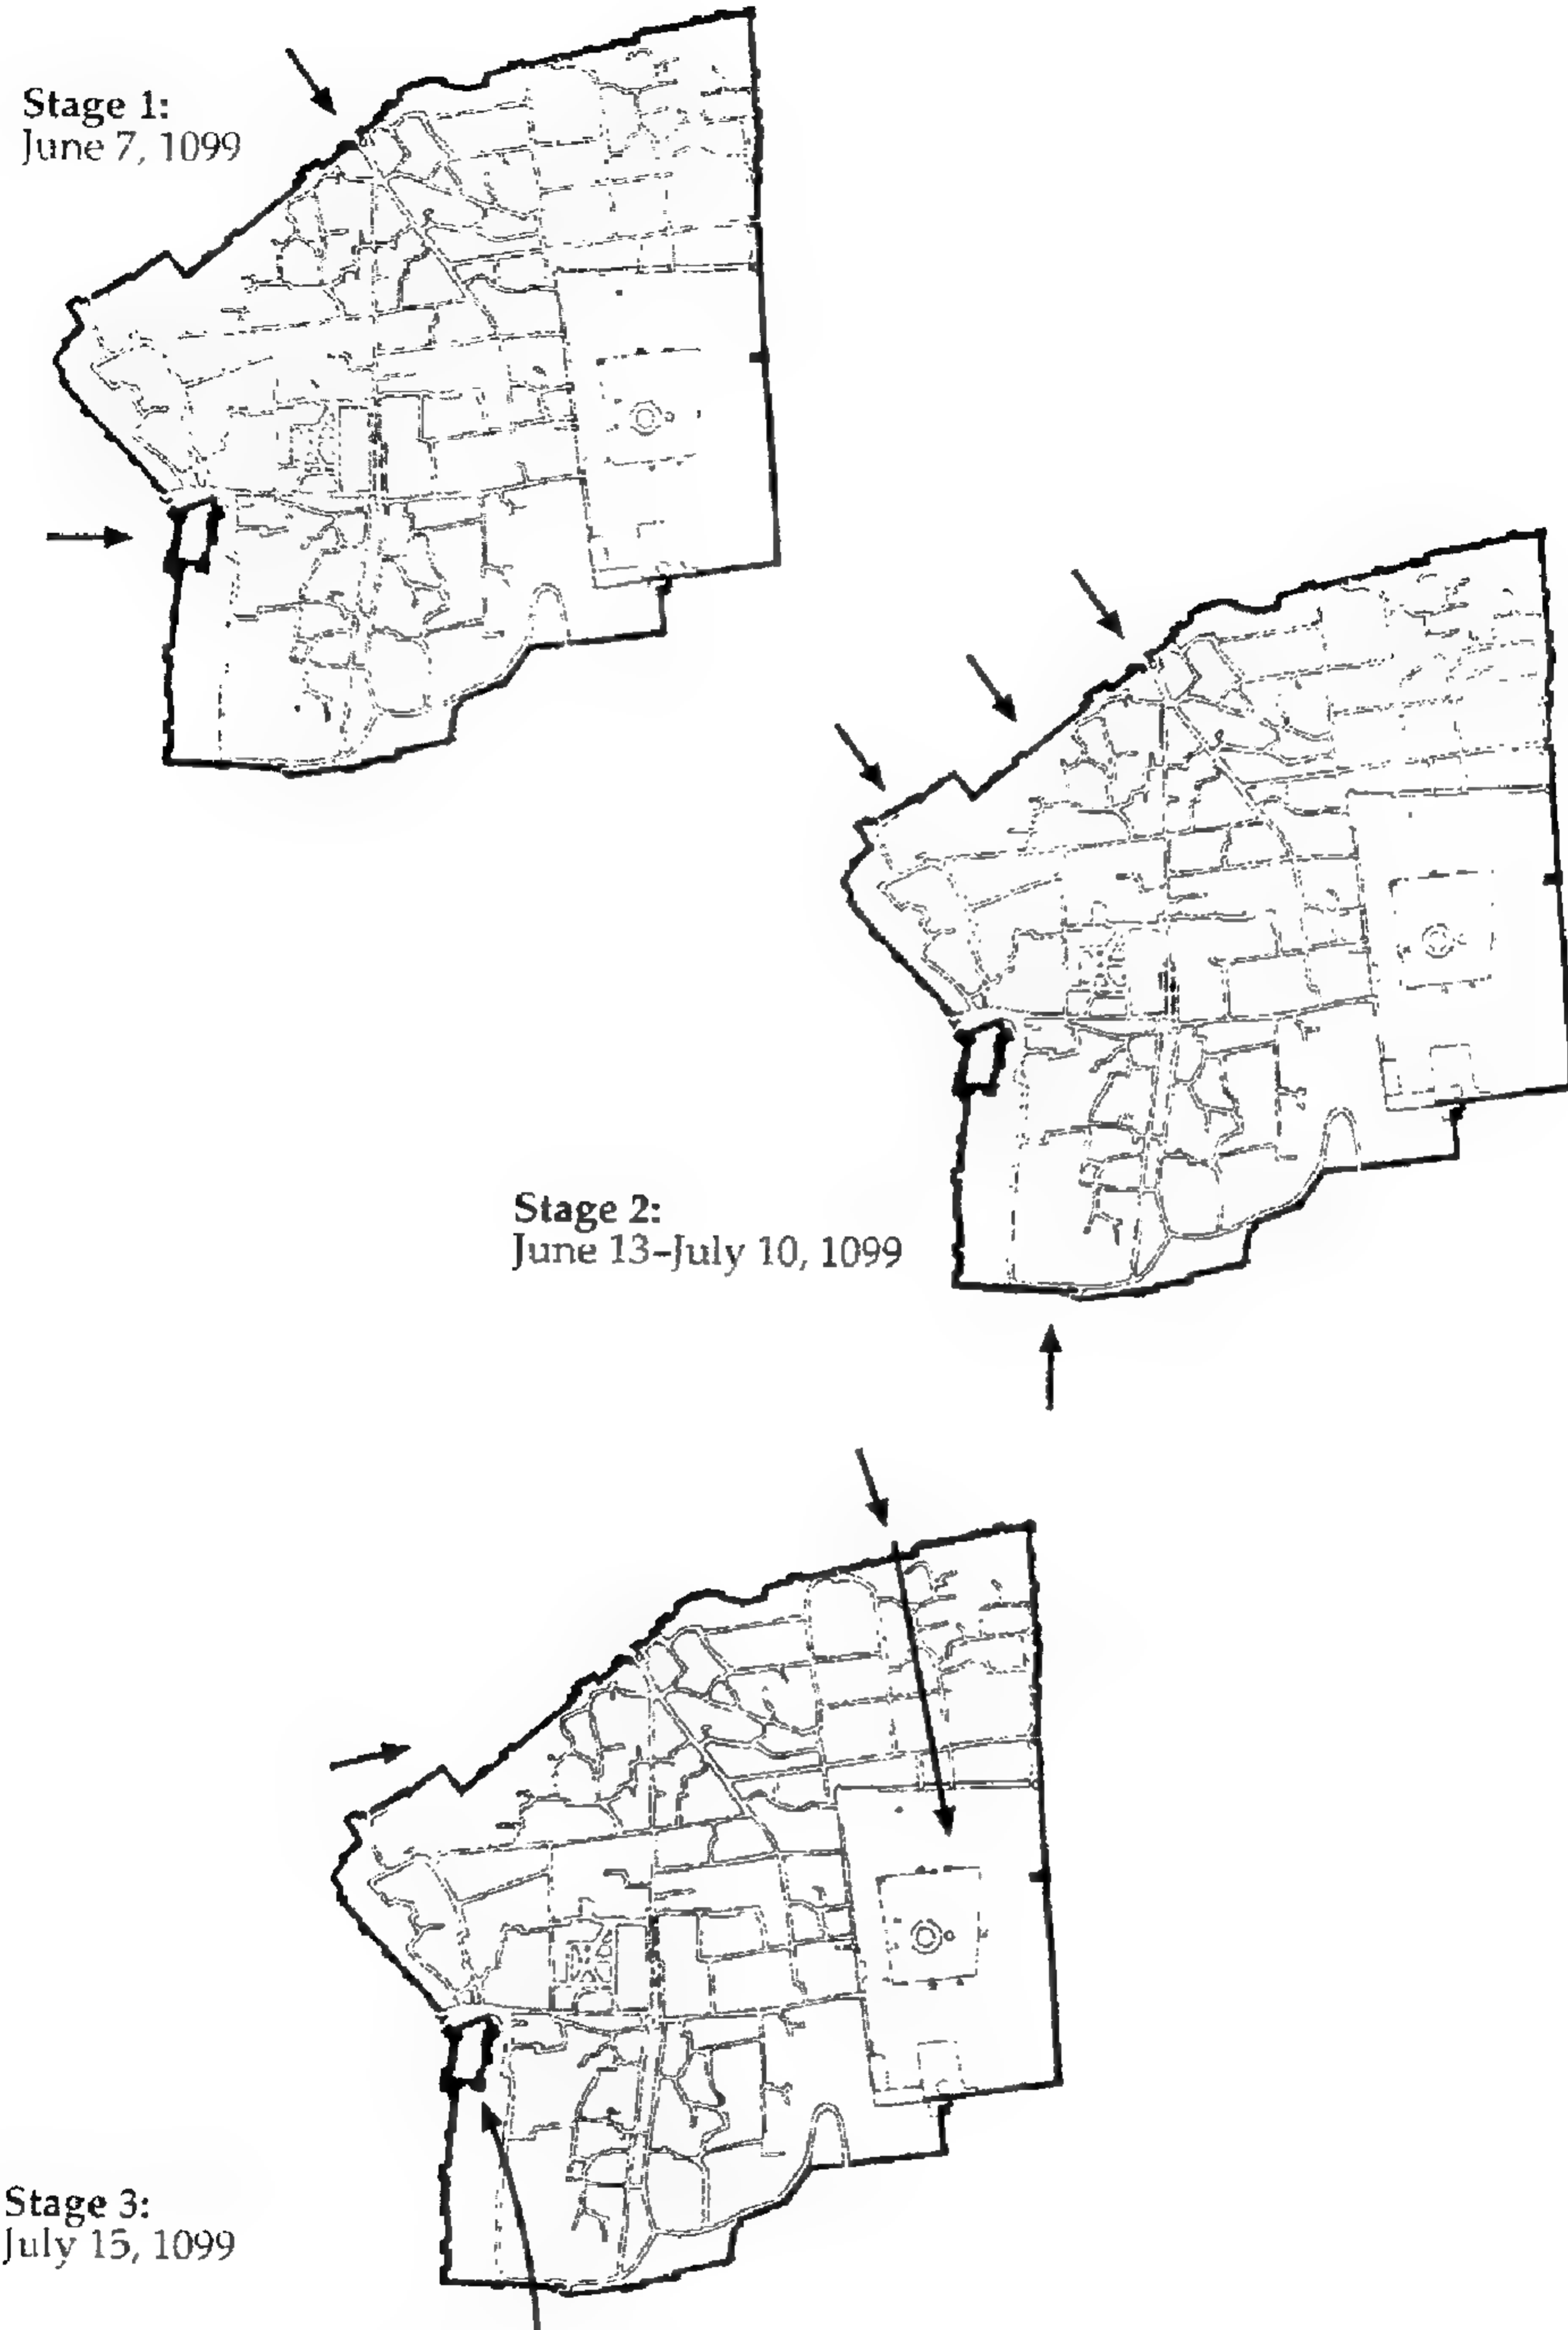 Stage 1:
June 7, 1099
Stage 2:
June 13–July 10, 1099
Stage 3:
July 15, 1099